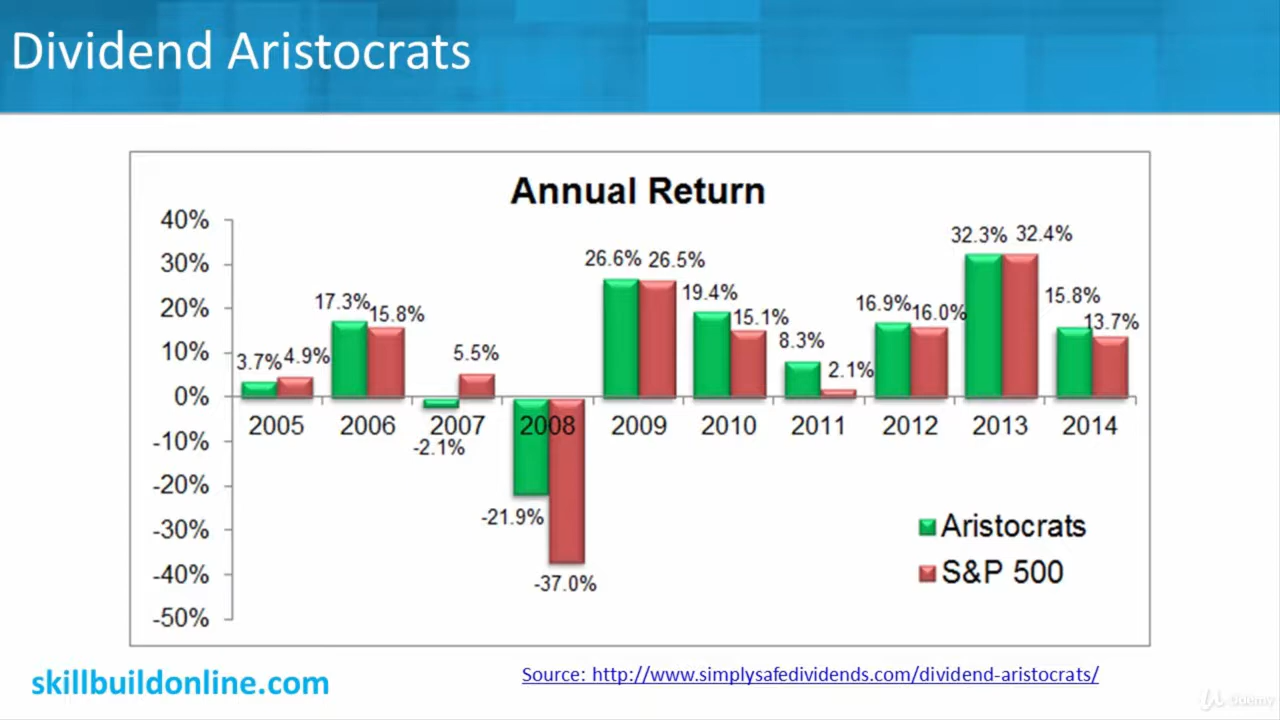 Dividend Aristocrats
Annual Return
40%
30%
20%
10%
0%
-10%
-20%
-30%
-40%
-50%
3.7% 4.9%
17.3% 15.8%
-2.1% 5.5%
-21.9% -37.0%
26.6% 26.5%
19.4% 15.1%
8.3% 2.1%
16.9% 16.0%
32.3% 32.4%
15.8% 13.7%
2005 2006 2007 2008 2009 2010 2011 2012 2013 2014
Aristocrats
S&P 500
skillbuildonline.com
Source: http://www.simplysafedividends.com/dividend-aristocrats/
Udemy